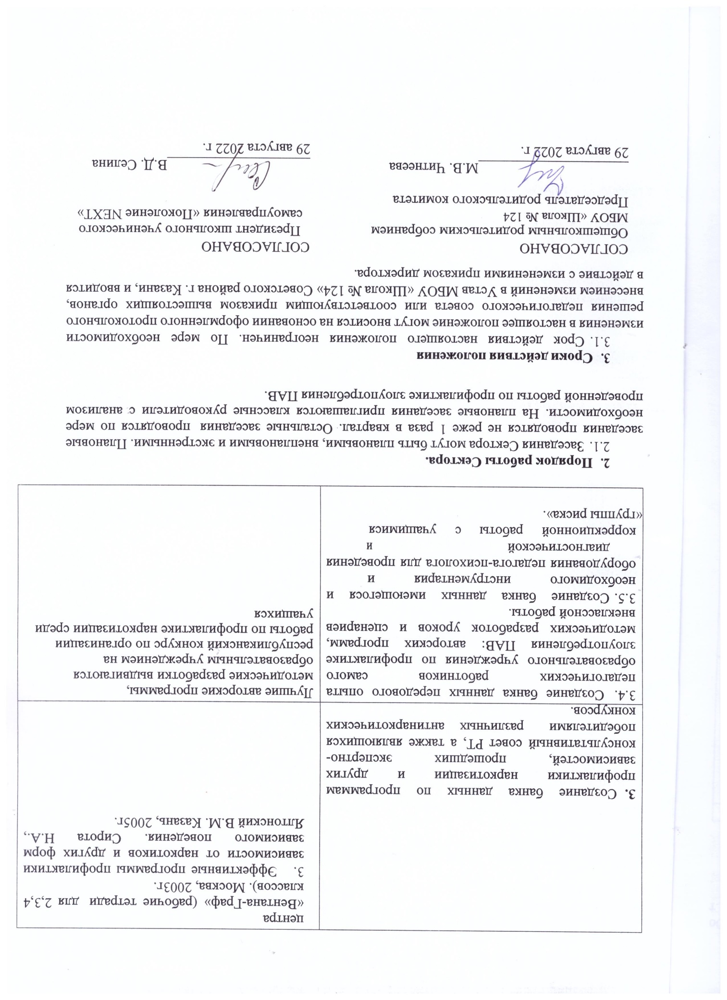 центра
«Вентана-Граф» (рабочие тетради для 2,3,4
классов). Москва, 2003г.
3. Эффективные программы профилактики
зависимости от наркотиков и других форм
зависимого поведения. Сирота Н.А.,
Ялтонский В.М. Казань, 2005г.
3. Создание банка данных по программам
профилактики наркотизации и других
зависимостей, прошедших экспертно-
консультативный совет РТ, а также являющихся
победителями различных антинаркотических
конкурсов.
3.4. Создание банка данных передового опыта
педагогических работников самого
образовательного учреждения по профилактике
злоупотребления ПАВ: авторских программ,
методических разработок уроков и сценариев
внеклассной работы.
3.5. Создание банка данных имеющегося и
необходимого инструментария и
оборудования педагога-психолога для проведения
диагностической и
коррекционной работы с учащимися
«группы риска».
Лучшие авторские программы,
методические разработки выдвигаются
образовательным учреждением на
республиканский конкурс по организации
работы по профилактике наркотизации среди
учащихся
2. Порядок работы Сектора.
2.1. Заседания Сектора могут быть плановыми, внеплановыми и экстренными. Плановые
заседания проводятся не реже 1 раза в квартал. Остальные заседания проводятся по мере
необходимости. На плановые заседания приглашаются классные руководители с анализом
проведенной работы по профилактике злоупотребления ПАВ.
3. Сроки действия положения
3.1. Срок действия настоящего положения неограничен. По мере необходимости
изменения в настоящее положение могут вносится на основании оформленного протокольного
решения педагогического совета или соответствующим приказом вышестоящих органов,
внесением изменений в Устав МБОУ «Школа № 124» Советского района г. Казани, и вводится
в действие с изменениями приказом директора.
СОГЛАСОВАНО
Общешкольным родительским собранием
МБОУ «Школа № 124
Председатель родительского комитета
М.В. Читнеева
29 августа 2022 г.
СОГЛАСОВАНО
Президент школьного ученического
самоуправления «Поколение NEXT»
В.Д. Селина
29 августа 2022 г.